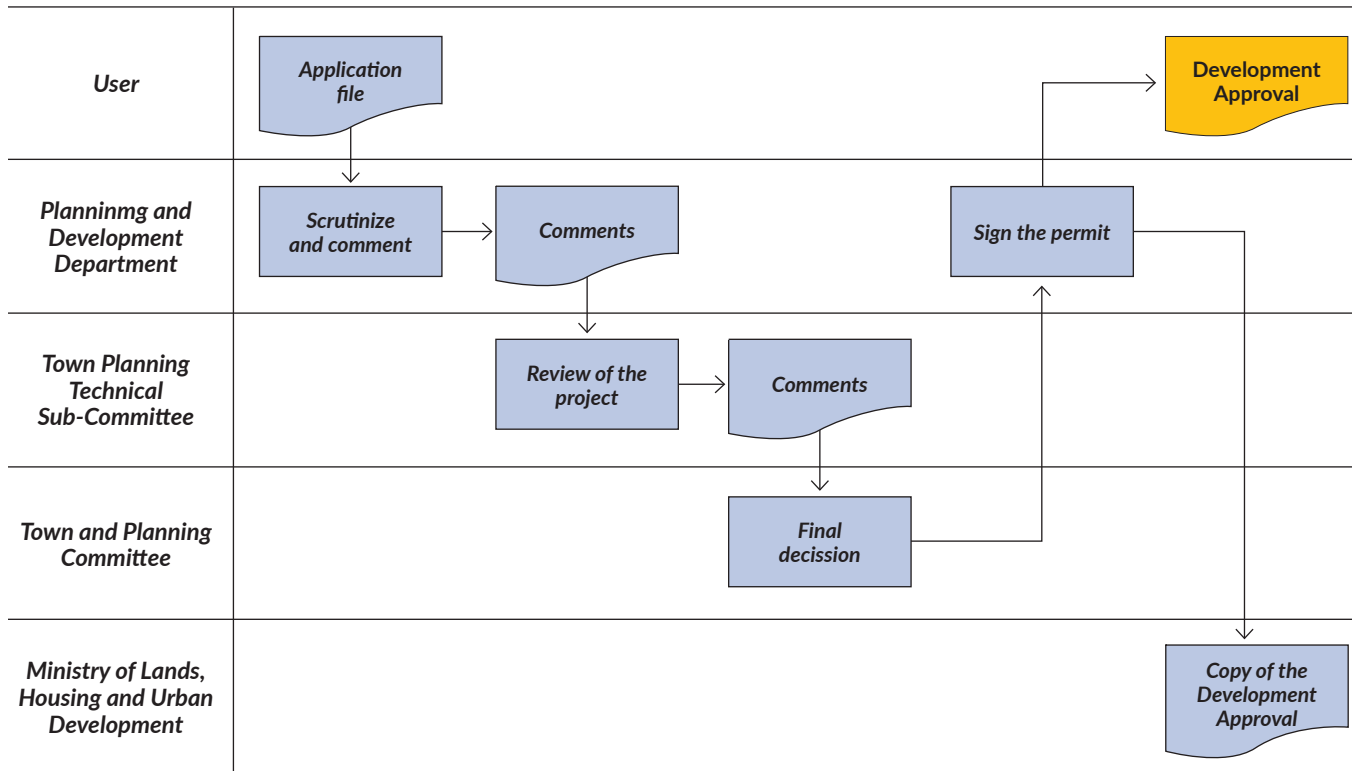 User
Application
file
Development
Approval
Planninmg and
Development
Department
Scrutinize
and comment
Comments
Sign the permit
Town Planning
Technical
Sub-Committee
Review of the
project
Comments
Town and Planning
Committee
Final
decission
Ministry of Lands,
Housing and Urban
Development
Copy of the
Development
Approval